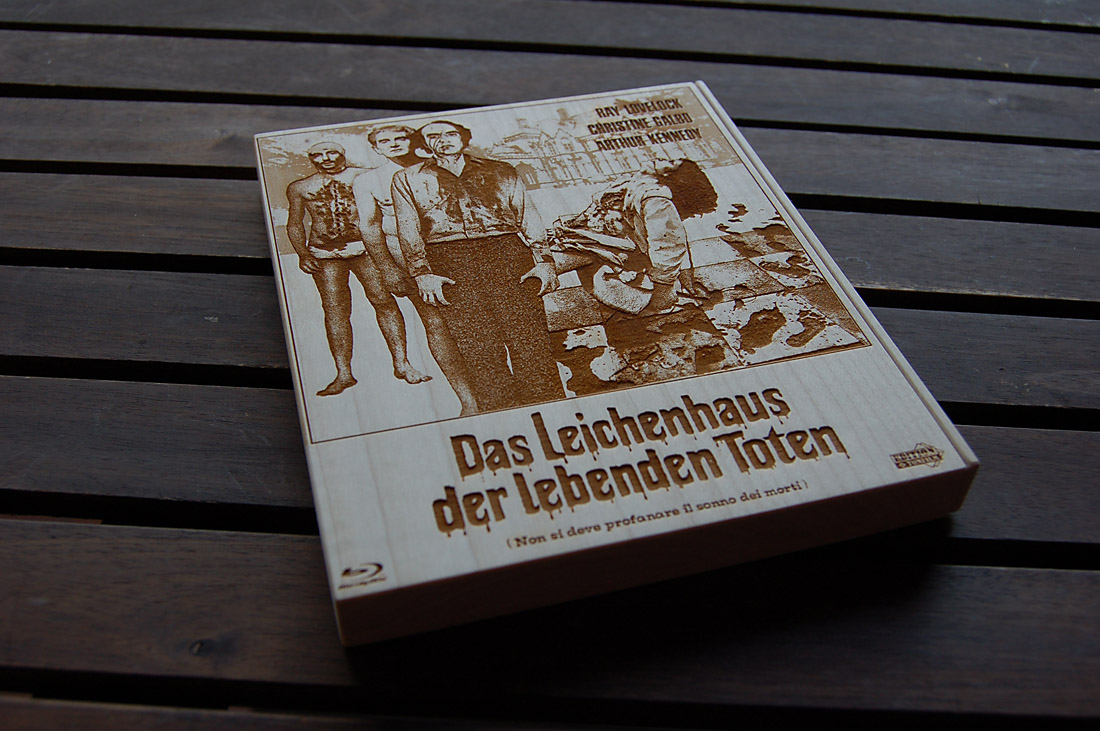 RAY LOVELOCK
CHRISTINE GALBO
ARTHUR KENNEDY
Das Leichenhaus
der lebenden Toten
(Non si deve profanare il sonno dei morti)
EDITION